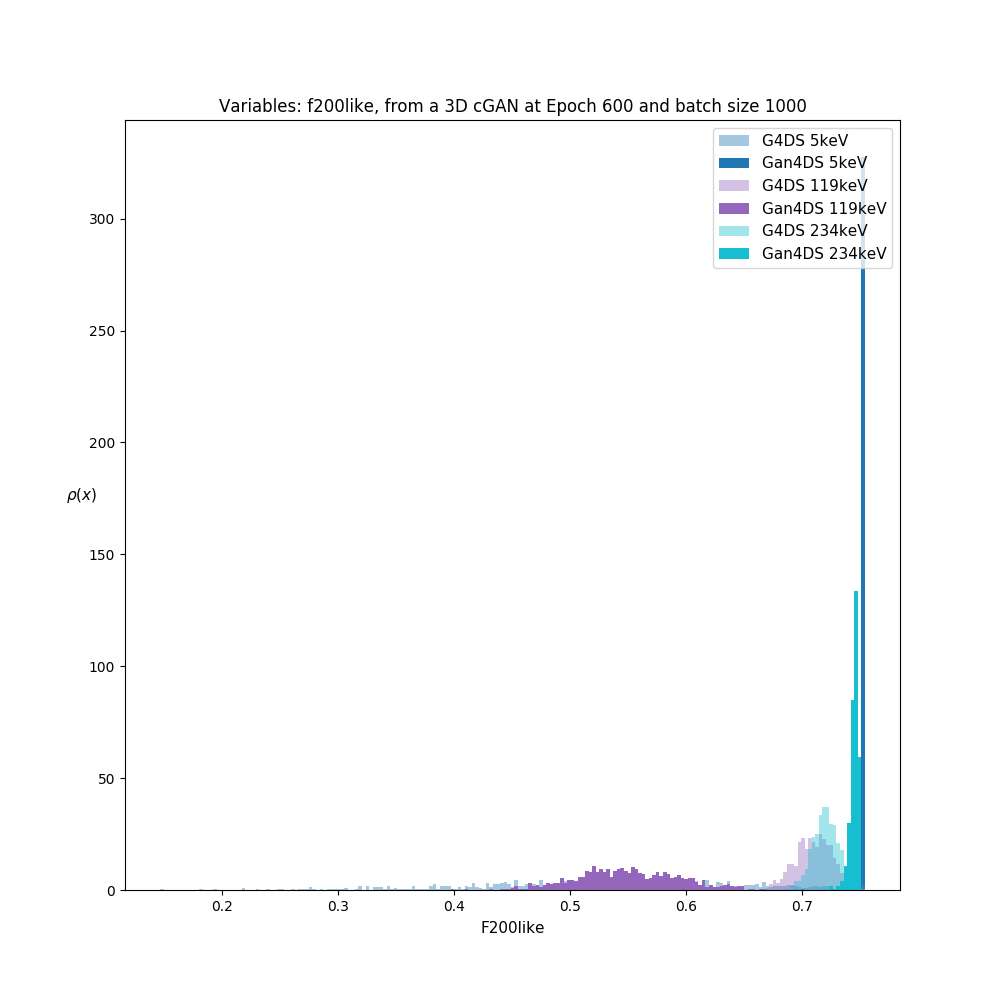 Variables: f200like, from a 3D cGAN at Epoch 600 and batch size 1000
G4DS 5keV
Gan4DS 5keV
G4DS 119keV
Gan4DS 119keV
G4DS 234keV
Gan4DS 234keV
300
250
200
150
100
50
0
ρ(x)
0.2 0.3 0.4 0.5 0.6 0.7
F200like